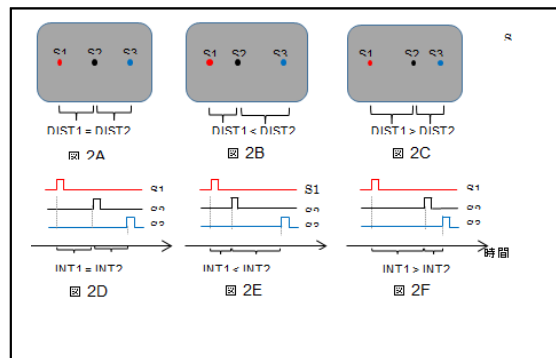 S1 S2 S3
S1 S2 S3
S1 S2 S3
S
DIST1 = DIST2
DIST1 < DIST2
DIST1 > DIST2
図 2A
図 2B
図 2C
S1
S1
S1
INT1 = INT2
INT1 < INT2
INT1 > INT2
時間
図 2D
図 2E
図 2F